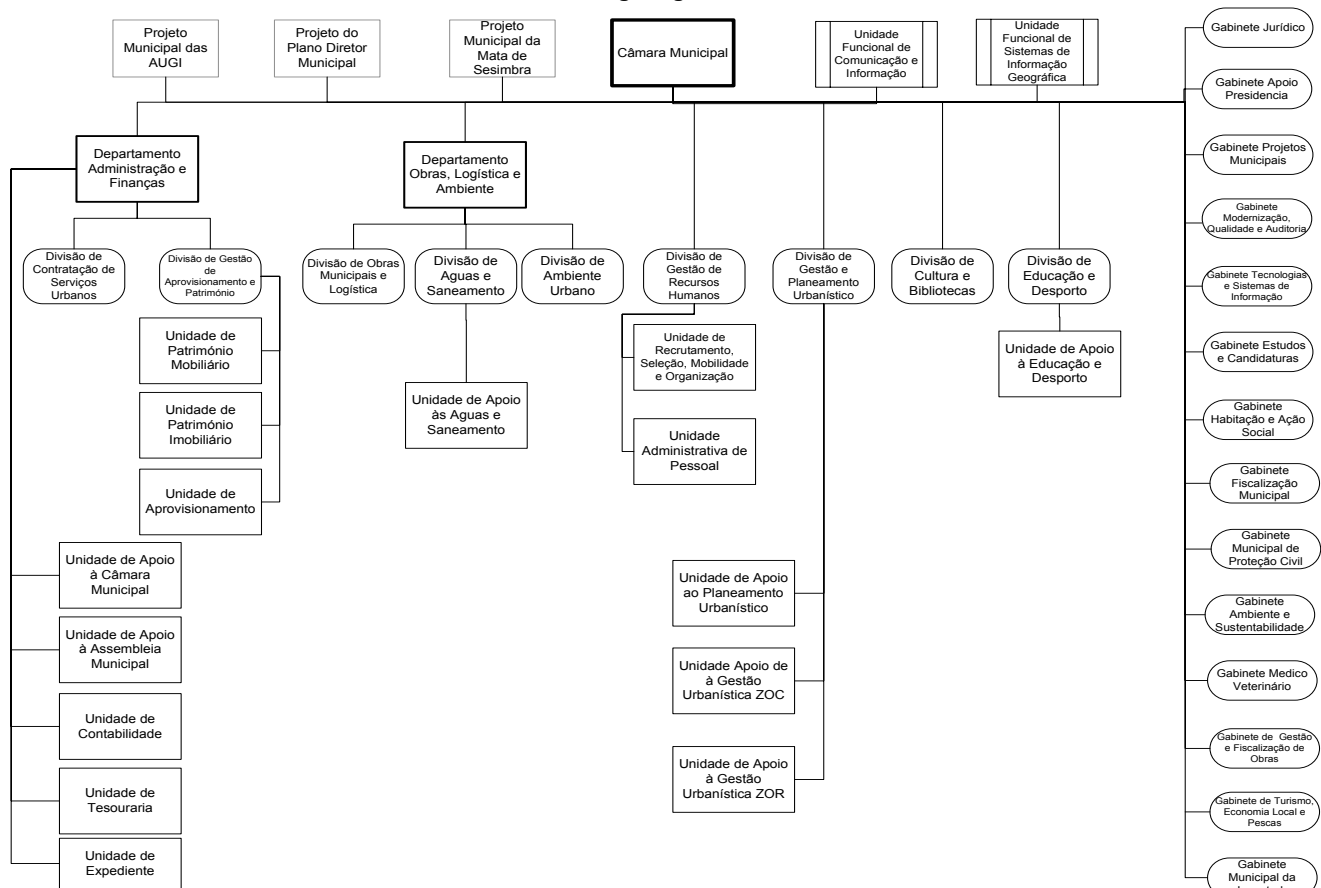 Projeto
Municipal das
AUGI
Projeto do
Plano Diretor
Municipal
Projeto
Municipal da
Mata de
Sesimbra
Câmara Municipal
Unidade
Funcional de
Comunicação e
Informação
Unidade
Funcional de
Sistemas de
Informação
Geográfica
Departamento
Administração e
Finanças
Departamento
Obras, Logística e
Ambiente
Divisão de
Contratação de
Serviços
Urbanos
Divisão de Gestão
de
Aprovisionamento e
Património
Divisão de Obras
Municipais e
Logística
Divisão de
Aguas e
Saneamento
Divisão de
Ambiente
Urbano
Divisão de
Gestão de
Recursos
Humanos
Divisão de
Gestão e
Planeamento
Urbanístico
Divisão de
Cultura e
Bibliotecas
Divisão de
Educação e
Desporto
Unidade de
Património
Mobiliário
Unidade de
Património
Imobiliário
Unidade de
Aprovisionamento
Unidade de Apoio
às Aguas e
Saneamento
Unidade de
Recrutamento,
Seleção, Mobilidade
e Organização
Unidade
Administrativa de
Pessoal
Unidade de Apoio
à Educação e
Desporto
Unidade de Apoio
à Câmara
Municipal
Unidade de Apoio
à Assembleia
Municipal
Unidade de
Contabilidade
Unidade de
Tesouraria
Unidade de
Expediente
Unidade de Apoio
ao Planeamento
Urbanístico
Unidade Apoio de
à Gestão
Urbanística ZOC
Unidade de Apoio
à Gestão
Urbanística ZOR
Gabinete Jurídico
Gabinete Apoio
Presidencia
Gabinete Projetos
Municipais
Gabinete
Modernização,
Qualidade e Auditoria
Gabinete Tecnologias
e Sistemas de
Informação
Gabinete Estudos
e Candidaturas
Gabinete
Habitação e Ação
Social
Gabinete
Fiscalização
Municipal
Gabinete
Municipal de
Proteção Civil
Gabinete
Ambiente e
Sustentabilidade
Gabinete Medico
Veterinário
Gabinete de Gestão
e Fiscalização de
Obras
Gabinete de Turismo,
Economia Local e
Pescas
Gabinete
Municipal da